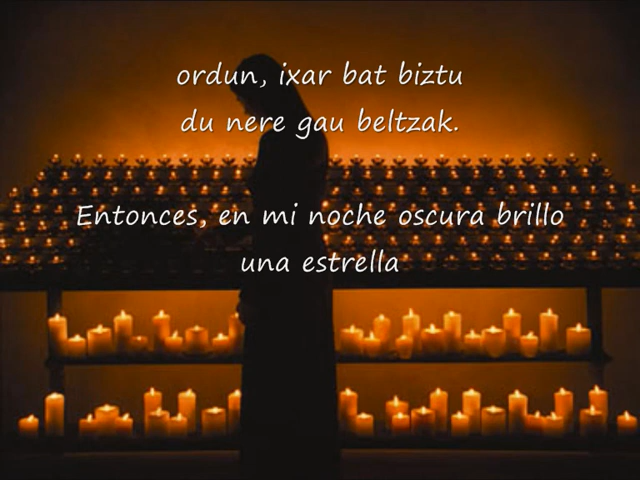 ordun, ixar bat biztu
du nere gau beltzak.
Entonces, en mi noche oscura brillo
una estrella